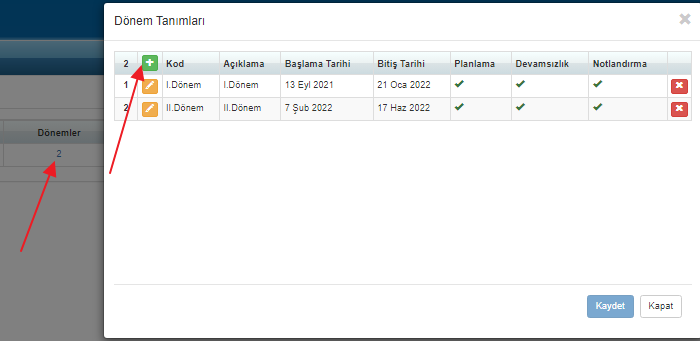 Dönem Tanımları
2 Kod Açıklama Başlama Tarihi Bitiş Tarihi Planlama Devamsızlık Notlandırma
1 I.Dönem I.Dönem 13 Eyl 2021 21 Oca 2022
2 II.Dönem II.Dönem 7 Şub 2022 17 Haz 2022
Dönemler
2
Kaydet Kapat